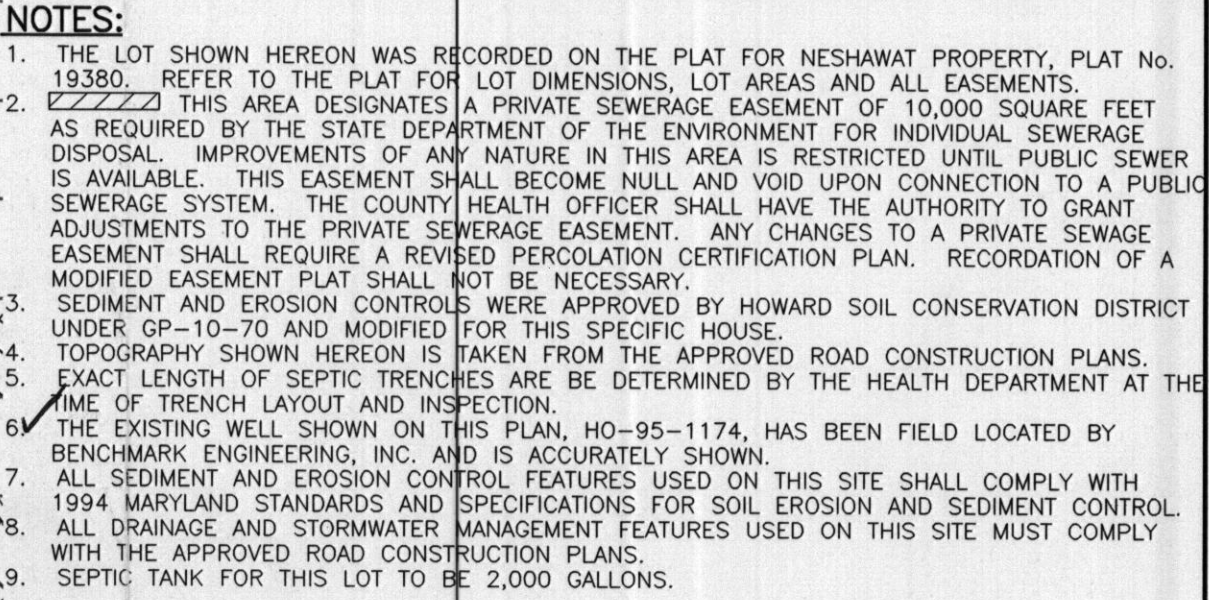 NOTES:
1. THE LOT SHOWN HEREON WAS RECORDED ON THE PLAT FOR NESHAWAT PROPERTY, PLAT No.
19380. REFER TO THE PLAT FOR LOT DIMENSIONS, LOT AREAS AND ALL EASEMENTS.
2. THIS AREA DESIGNATES A PRIVATE SEWERAGE EASEMENT OF 10,000 SQUARE FEET
AS REQUIRED BY THE STATE DEPARTMENT OF THE ENVIRONMENT FOR INDIVIDUAL SEWERAGE
DISPOSAL. IMPROVEMENTS OF ANY NATURE IN THIS AREA IS RESTRICTED UNTIL PUBLIC SEWER
IS AVAILABLE. THIS EASEMENT SHALL BECOME NULL AND VOID UPON CONNECTION TO A PUBLIC
SEWERAGE SYSTEM. THE COUNTY HEALTH OFFICER SHALL HAVE THE AUTHORITY TO GRANT
ADJUSTMENTS TO THE PRIVATE SEWERAGE EASEMENT. ANY CHANGES TO A PRIVATE SEWAGE
EASEMENT SHALL REQUIRE A REVISED PERCOLATION CERTIFICATION PLAN. RECORDATION OF A
MODIFIED EASEMENT PLAT SHALL NOT BE NECESSARY.
3. SEDIMENT AND EROSION CONTROLS WERE APPROVED BY HOWARD SOIL CONSERVATION DISTRICT
UNDER GP-10-70 AND MODIFIED FOR THIS SPECIFIC HOUSE.
4. TOPOGRAPHY SHOWN HEREON IS TAKEN FROM THE APPROVED ROAD CONSTRUCTION PLANS.
5. EXACT LENGTH OF SEPTIC TRENCHES ARE BE DETERMINED BY THE HEALTH DEPARTMENT AT THE
TIME OF TRENCH LAYOUT AND INSPECTION.
6. THE EXISTING WELL SHOWN ON THIS PLAN, HO-95-1174, HAS BEEN FIELD LOCATED BY
BENCHMARK ENGINEERING, INC. AND IS ACCURATELY SHOWN.
7. ALL SEDIMENT AND EROSION CONTROL FEATURES USED ON THIS SITE SHALL COMPLY WITH
1994 MARYLAND STANDARDS AND SPECIFICATIONS FOR SOIL EROSION AND SEDIMENT CONTROL.
8. ALL DRAINAGE AND STORMWATER MANAGEMENT FEATURES USED ON THIS SITE MUST COMPLY
WITH THE APPROVED ROAD CONSTRUCTION PLANS.
9. SEPTIC TANK FOR THIS LOT TO BE 2,000 GALLONS.